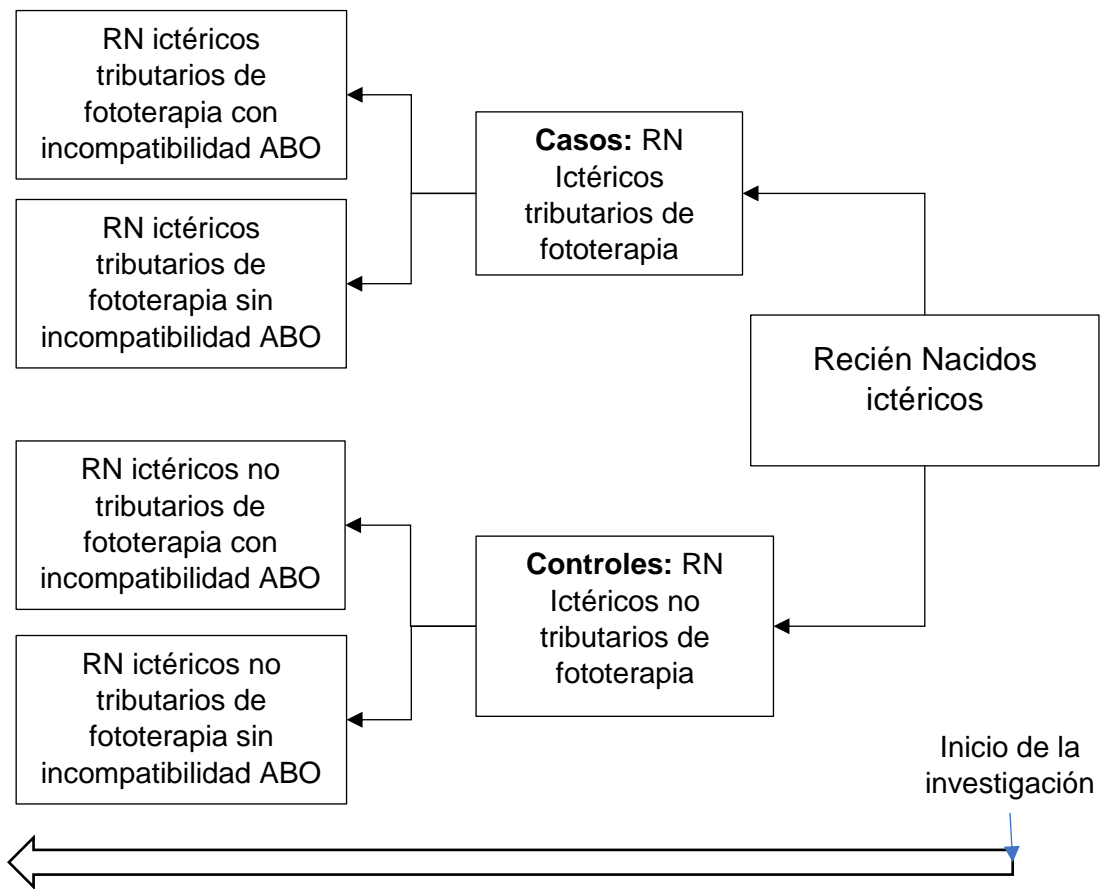 RN ictéricos
tributarios de
fototerapia con
incompatibilidad ABO
RN ictéricos
tributarios de
fototerapia sin
incompatibilidad ABO
Casos: RN
Ictéricos
tributarios de
fototerapia
Recién Nacidos
ictéricos
RN ictéricos no
tributarios de
fototerapia con
incompatibilidad ABO
RN ictéricos no
tributarios de
fototerapia sin
incompatibilidad ABO
Controles: RN
Ictéricos no
tributarios de
fototerapia
Inicio de la
investigación